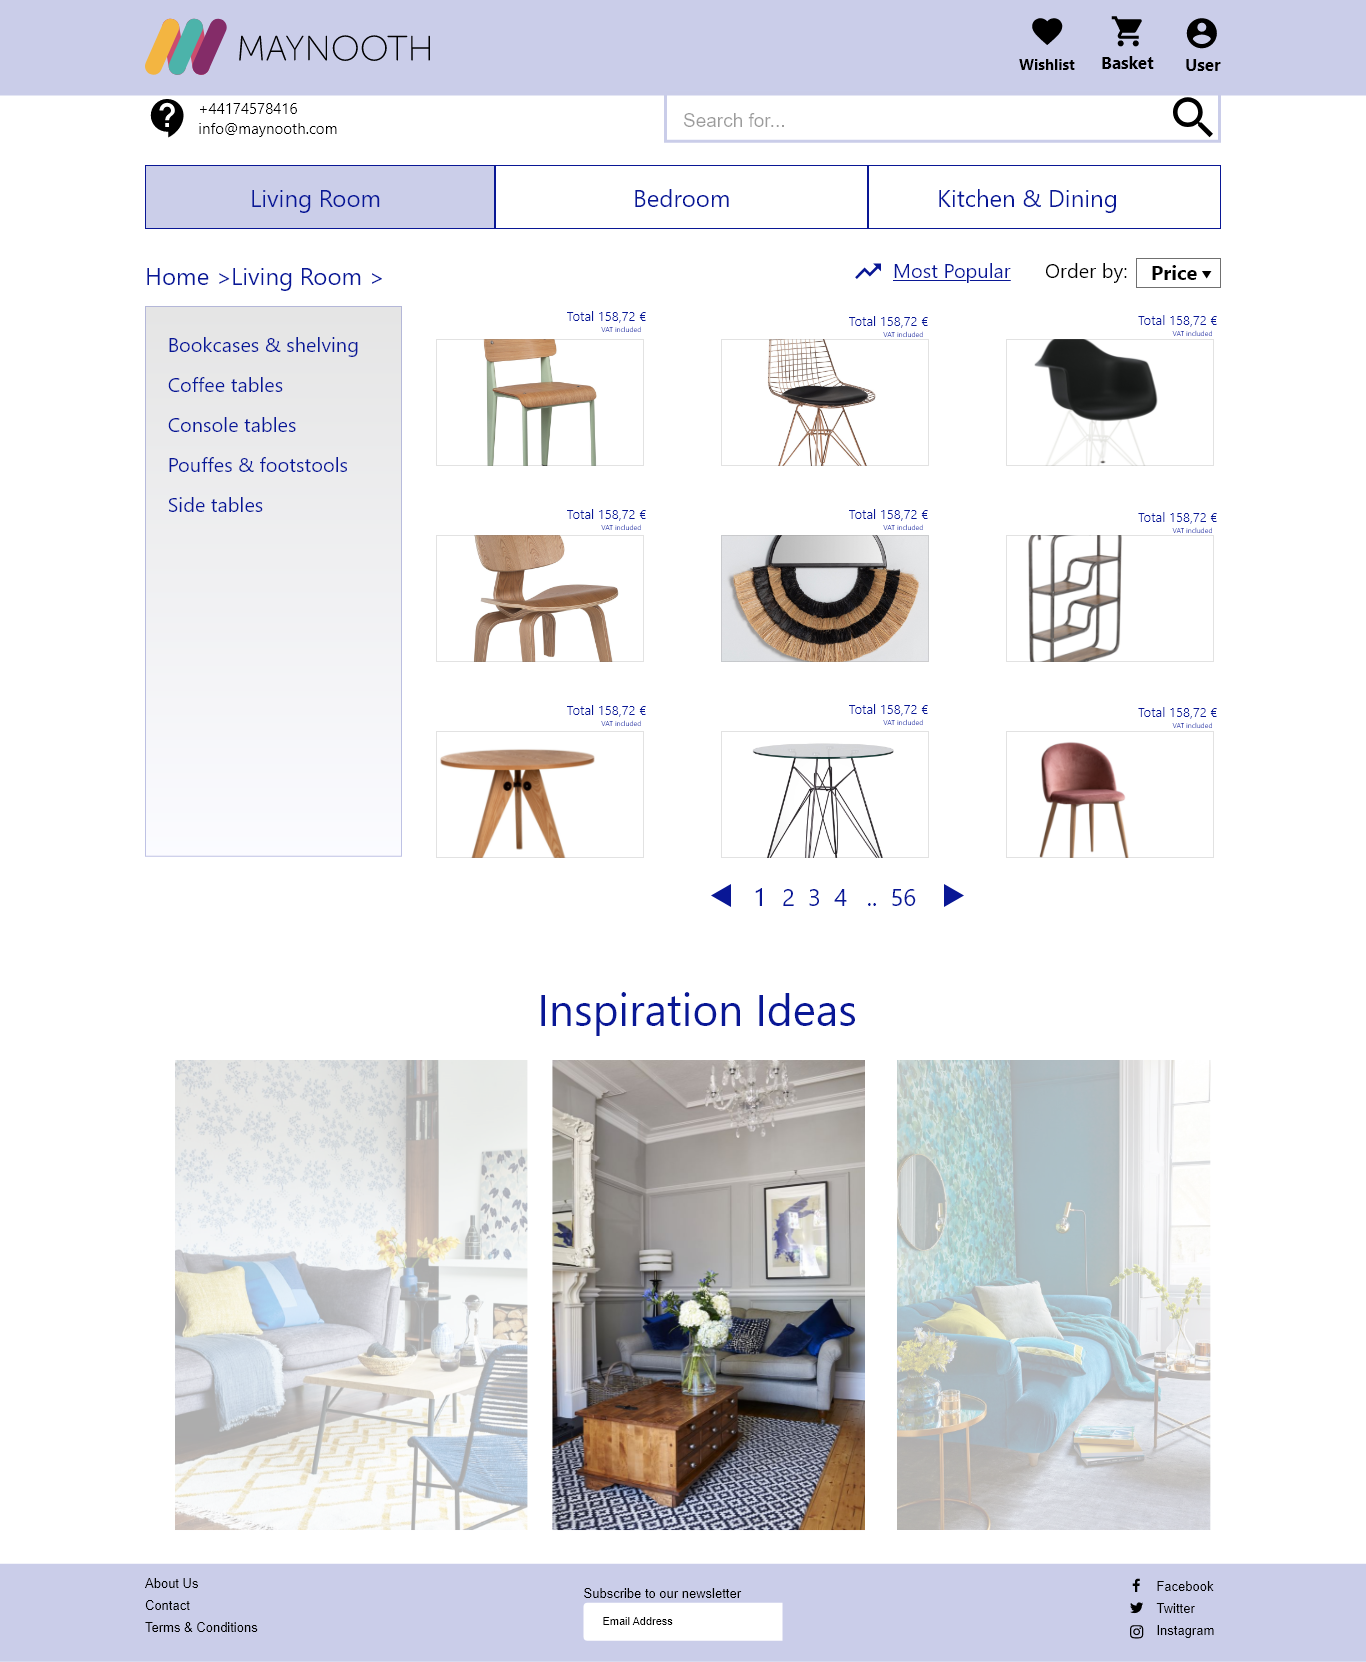 MAYNOOTH
Wishlist
Basket
User
+44174578416
info@maynooth.com
Search for...
Living Room
Bedroom
Kitchen & Dining
Home >Living Room >
Most Popular
Order by:
Price
Bookcases & shelving
Coffee tables
Console tables
Pouffes & footstools
Side tables
Total 158,72 €
VAT included
Total 158,72 €
VAT included
Total 158,72 €
VAT included
Total 158,72 €
VAT included
Total 158,72 €
VAT included
Total 158,72 €
VAT included
Total 158,72 €
VAT included
Total 158,72 €
VAT included
Total 158,72 €
VAT included
1 2 3 4 .. 56
Inspiration Ideas
About Us
Contact
Terms & Conditions
Subscribe to our newsletter
Email Address
Facebook
Twitter
Instagram